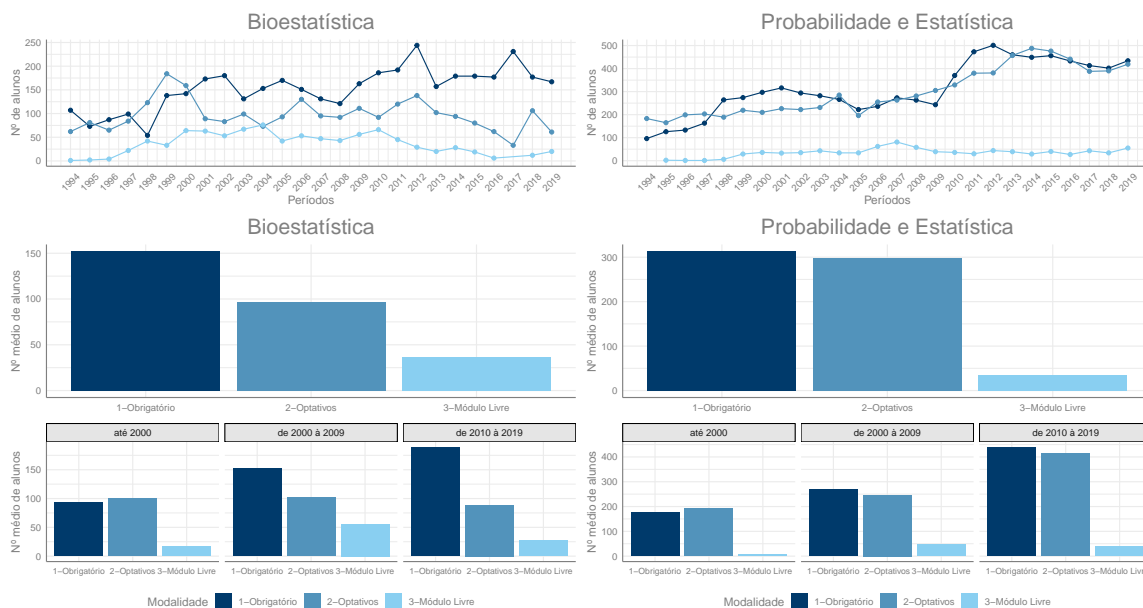 Bioestatística
Nº de alunos
250
200
150
100
50
0
1994 1995 1996 1997 1998 1999 2000 2001 2002 2003 2004 2005 2006 2007 2008 2009 2010 2011 2012 2013 2014 2015 2016 2017 2018 2019
Períodos
Probabilidade e Estatística
Nº de alunos
500
400
300
200
100
0
1994 1995 1996 1997 1998 1999 2000 2001 2002 2003 2004 2005 2006 2007 2008 2009 2010 2011 2012 2013 2014 2015 2016 2017 2018 2019
Períodos
Bioestatística
Nº médio de alunos
150
100
50
0
1−Obrigatório 2−Optativos 3−Módulo Livre
Probabilidade e Estatística
Nº médio de alunos
300
200
100
0
1−Obrigatório 2−Optativos 3−Módulo Livre
até 2000 de 2000 à 2009 de 2010 à 2019
Nº médio de alunos
150
100
50
0
1−Obrigatório 2−Optativos 3−Módulo Livre 1−Obrigatório 2−Optativos 3−Módulo Livre 1−Obrigatório 2−Optativos 3−Módulo Livre
Modalidade 1−Obrigatório 2−Optativos 3−Módulo Livre
até 2000 de 2000 à 2009 de 2010 à 2019
Nº médio de alunos
400
300
200
100
0
1−Obrigatório 2−Optativos 3−Módulo Livre 1−Obrigatório 2−Optativos 3−Módulo Livre 1−Obrigatório 2−Optativos 3−Módulo Livre
Modalidade 1−Obrigatório 2−Optativos 3−Módulo Livre